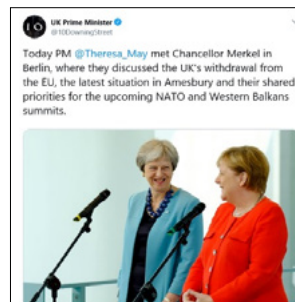 UK Prime Minister
@10DowningStreet
Today PM @Theresa_May met Chancellor Merkel in
Berlin, where they discussed the UK's withdrawal from
the EU, the latest situation in Amesbury and their shared
priorities for the upcoming NATO and Western Balkans
summits.